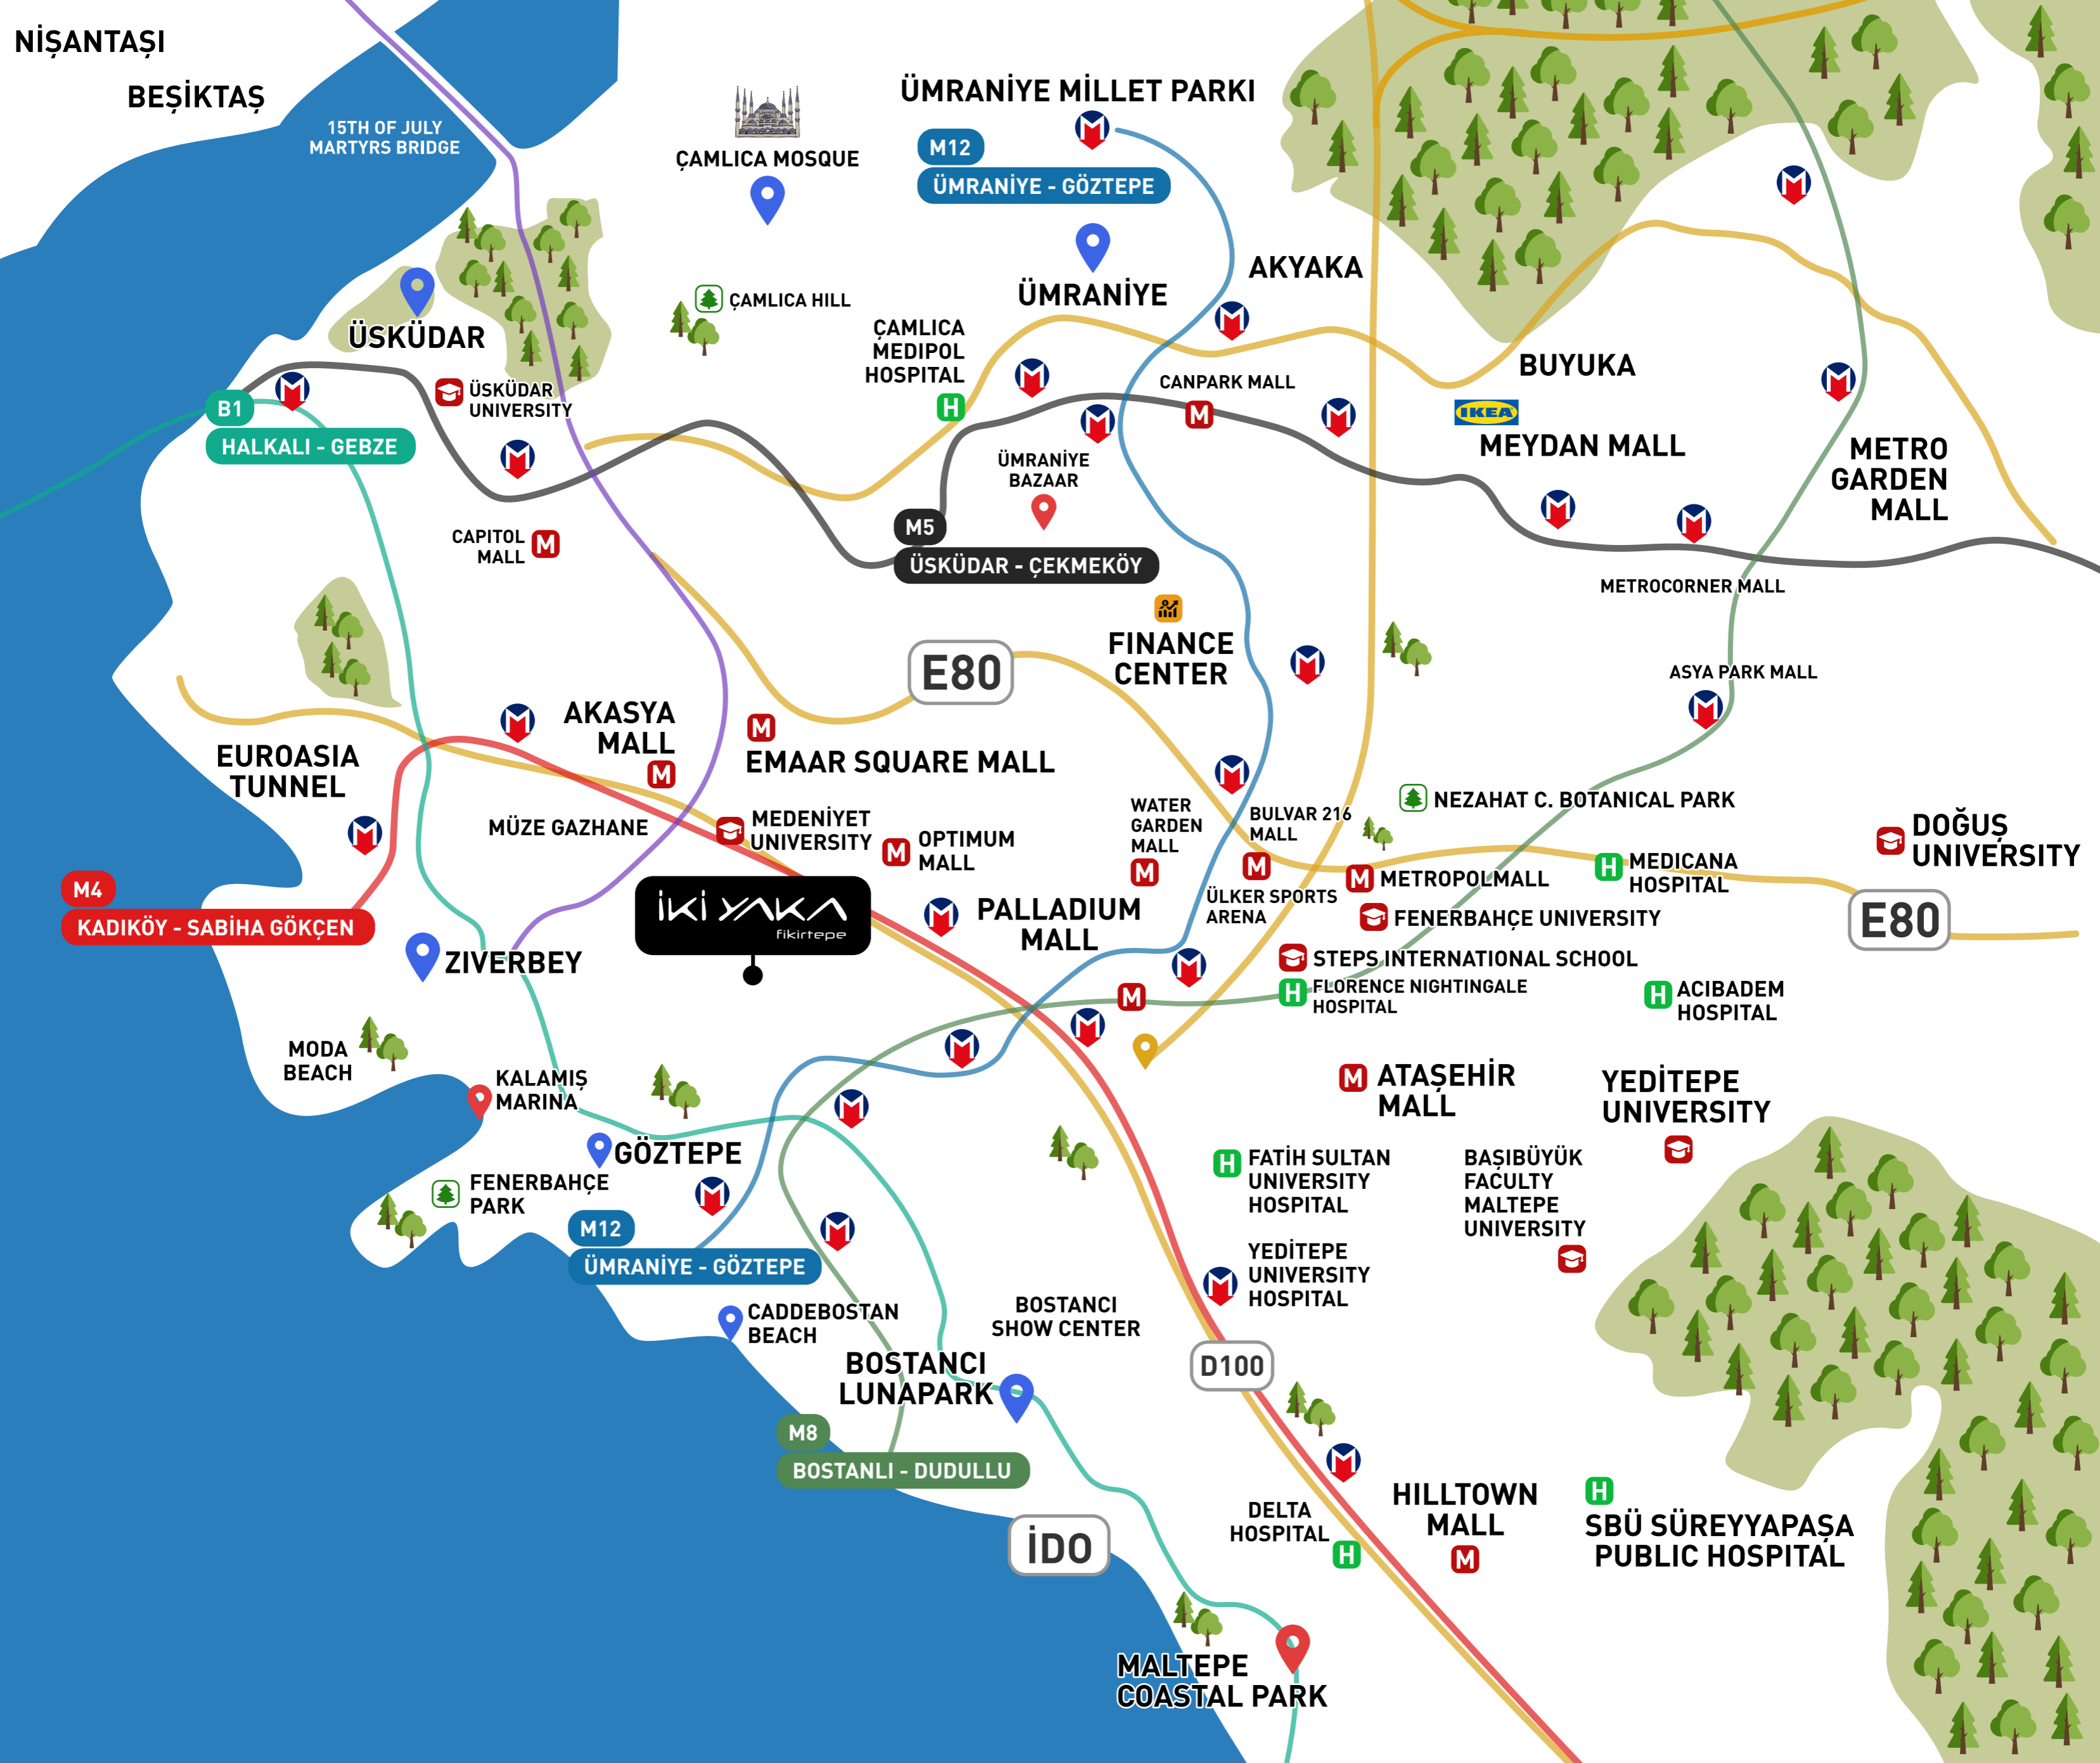 NİŞANTAŞI
BEŞİKTAŞ
15TH OF JULY
MARTYRS BRIDGE
ÇAMLICA MOSQUE
ÜMRANİYE MİLLET PARKI
M12
ÜMRANİYE - GÖZTEPE
ÜMRANİYE
AKYAKA
ÜSKÜDAR
ÇAMLICA HILL
ÇAMLICA
MEDIPOL
HOSPITAL
H
ÜSKÜDAR
UNIVERSITY
B1
HALKALI - GEBZE
CANPARK MALL
M
BUYUKA
IKEA
MEYDAN MALL
METRO
GARDEN
MALL
ÜMRANİYE
BAZAAR
CAPITOL
MALL
M
M5
ÜSKÜDAR - ÇEKMEKÖY
METROCORNER MALL
FINANCE
CENTER
E80
ASYA PARK MALL
AKASYA
MALL
M
M
EMAAR SQUARE MALL
EUROASIA
TUNNEL
MÜZE GAZHANE
MEDENİYET
UNIVERSITY
M
OPTIMUM
MALL
WATER
GARDEN
MALL
M
BULVAR 216
MALL
M
NEZAHAT C. BOTANICAL PARK
DOĞUŞ
UNIVERSITY
H
MEDICANA
HOSPITAL
M
METROPOLMALL
ÜLKER SPORTS
ARENA
FENERBAHÇE UNIVERSITY
E80
M4
KADIKÖY - SABİHA GÖKÇEN
iKİ YAKA
fikirtepe
PALLADIUM
MALL
ZIVERBEY
STEPS INTERNATIONAL SCHOOL
H
FLORENCE NIGHTINGALE
HOSPITAL
M
H
ACIBADEM
HOSPITAL
MODA
BEACH
KALAMIŞ
MARINA
M
ATAŞEHİR
MALL
YEDİTEPE
UNIVERSITY
GÖZTEPE
FENERBAHÇE
PARK
H
FATİH SULTAN
UNIVERSITY
HOSPITAL
BAŞIBÜYÜK
FACULTY
MALTEPE
UNIVERSITY
M12
ÜMRANİYE - GÖZTEPE
YEDİTEPE
UNIVERSITY
HOSPITAL
CADDEBOSTAN
BEACH
BOSTANCI
SHOW CENTER
BOSTANCI
LUNAPARK
D100
M8
BOSTANLI - DUDULLU
İDO
DELTA
HOSPITAL
H
HILLTOWN
MALL
M
H
SBÜ SÜREYYAPAŞA
PUBLIC HOSPITAL
MALTEPE
COASTAL PARK